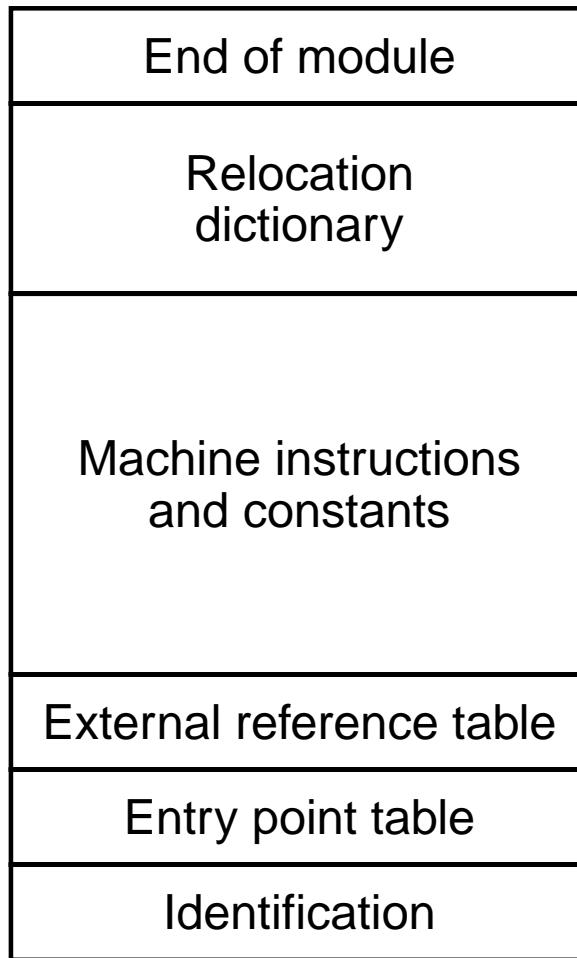 End of module
Relocation
dictionary
Machine instructions
and constants
External reference table
Entry point table
Identification